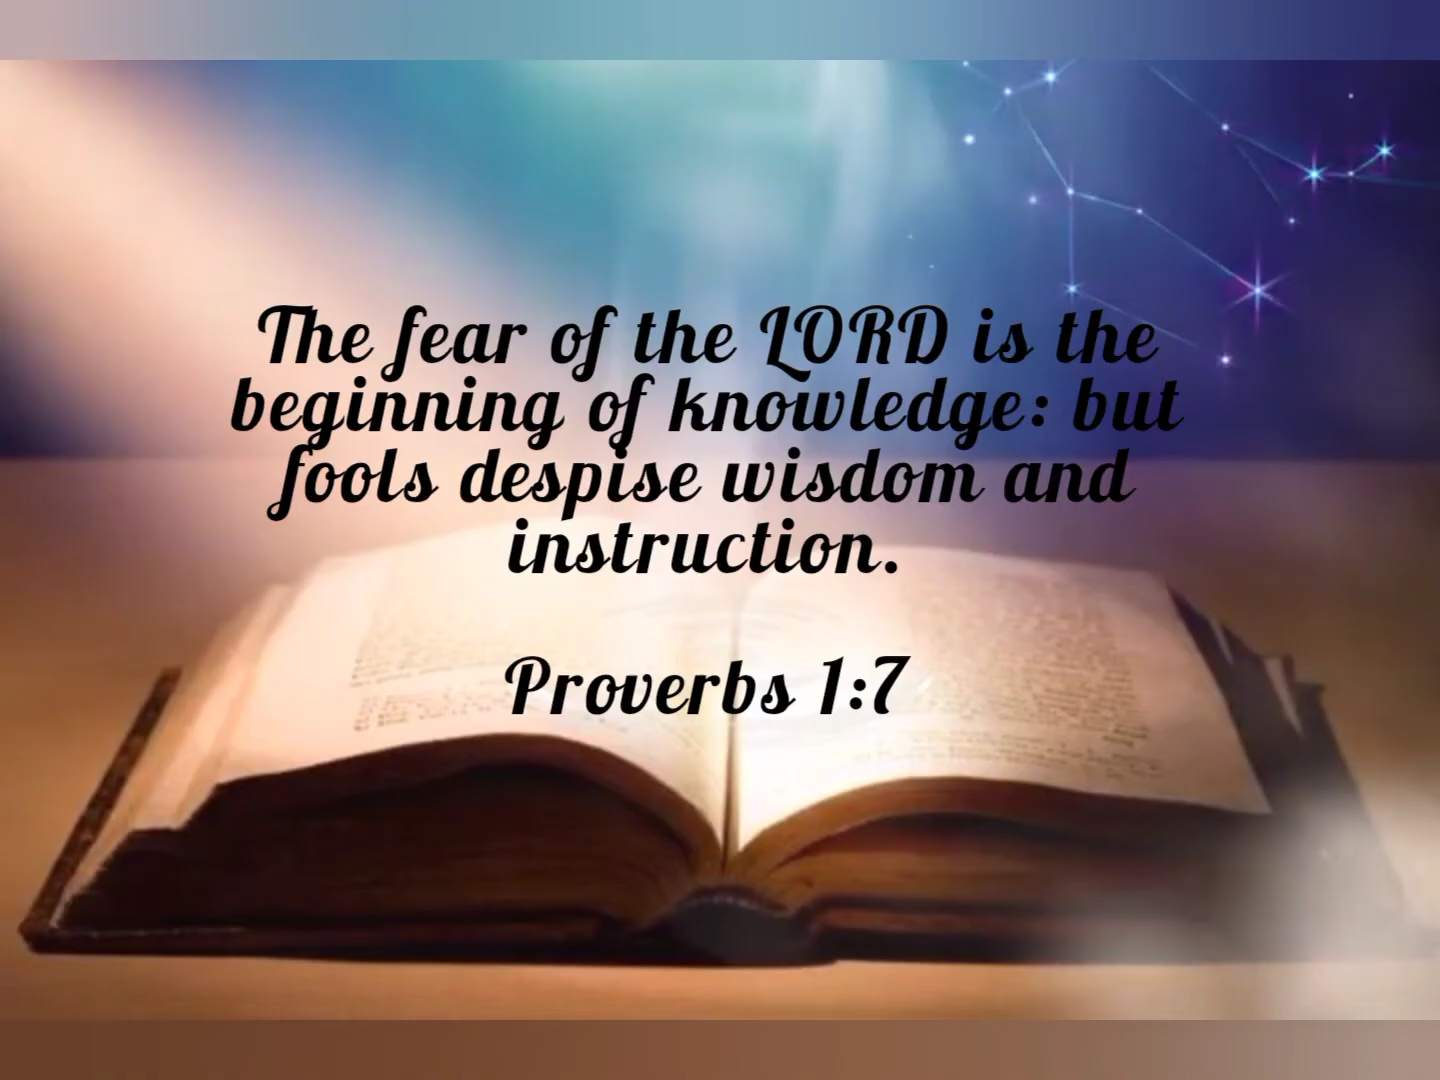 The fear of the LORD is the
beginning of knowledge: but
fools despise wisdom and
instruction.
Proverbs 1:7